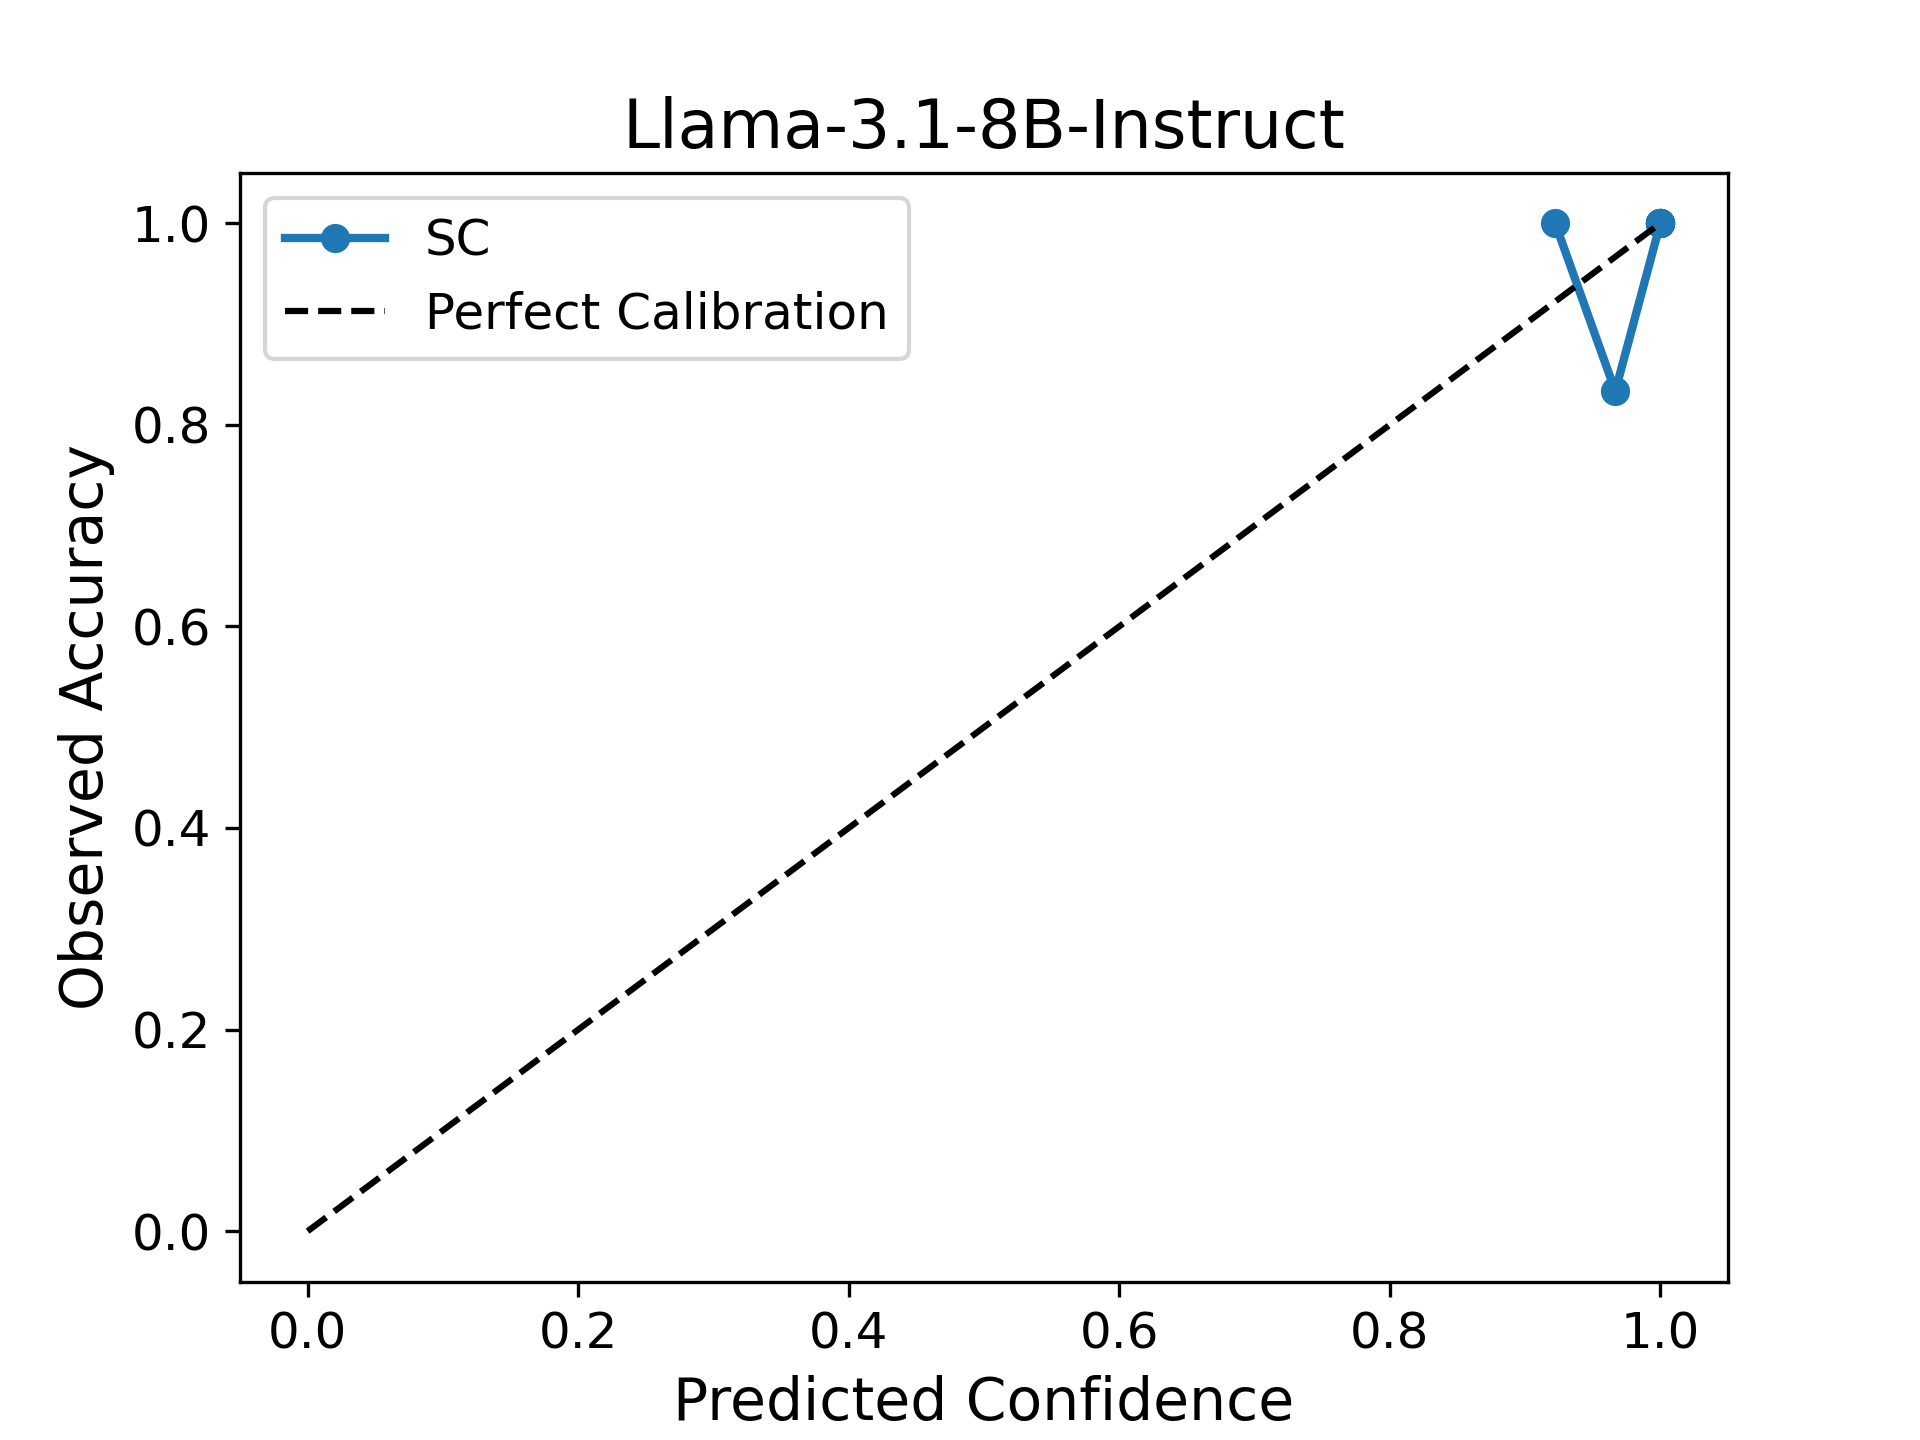 Llama-3.1-8B-Instruct
SC
Perfect Calibration
1.0
0.8
0.6
0.4
0.2
0.0
Observed Accuracy
0.0 0.2 0.4 0.6 0.8 1.0
Predicted Confidence